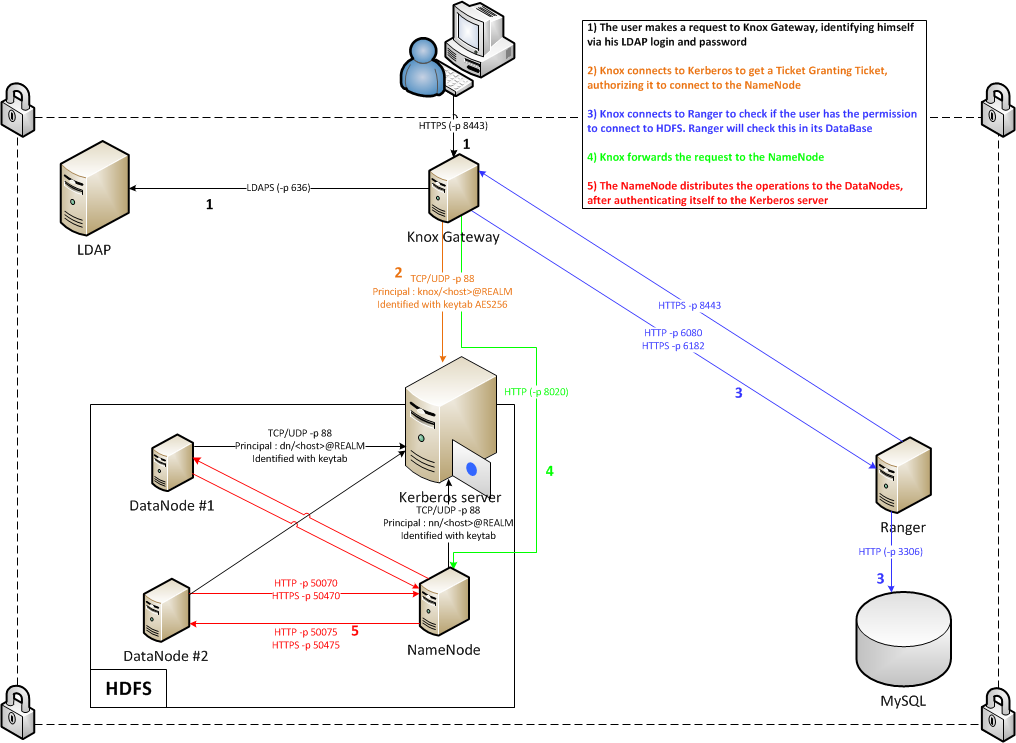 1) The user makes a request to Knox Gateway, identifying himself
via his LDAP login and password
2) Knox connects to Kerberos to get a Ticket Granting Ticket,
authorizing it to connect to the NameNode
3) Knox connects to Ranger to check if the user has the permission
to connect to HDFS. Ranger will check this in its DataBase
4) Knox forwards the request to the NameNode
5) The NameNode distributes the operations to the DataNodes,
after authenticating itself to the Kerberos server
HTTPS (-p 8443)
1
LDAPS (-p 636)
1
LDAP
Knox Gateway
2
TCP/UDP -p 88
Principal : knox/<host>@REALM
Identified with keytab AES256
HTTPS -p 8443
HTTP -p 6080
HTTPS -p 6182
3
HTTP (-p 8020)
4
TCP/UDP -p 88
Principal : dn/<host>@REALM
Identified with keytab
DataNode #1
Kerberos server
TCP/UDP -p 88
Principal : nn/<host>@REALM
Identified with keytab
Ranger
HTTP (-p 3306)
3
HTTP -p 50070
HTTPS -p 50470
HTTP -p 50075
HTTPS -p 50475
5
DataNode #2
NameNode
HDFS
MySQL